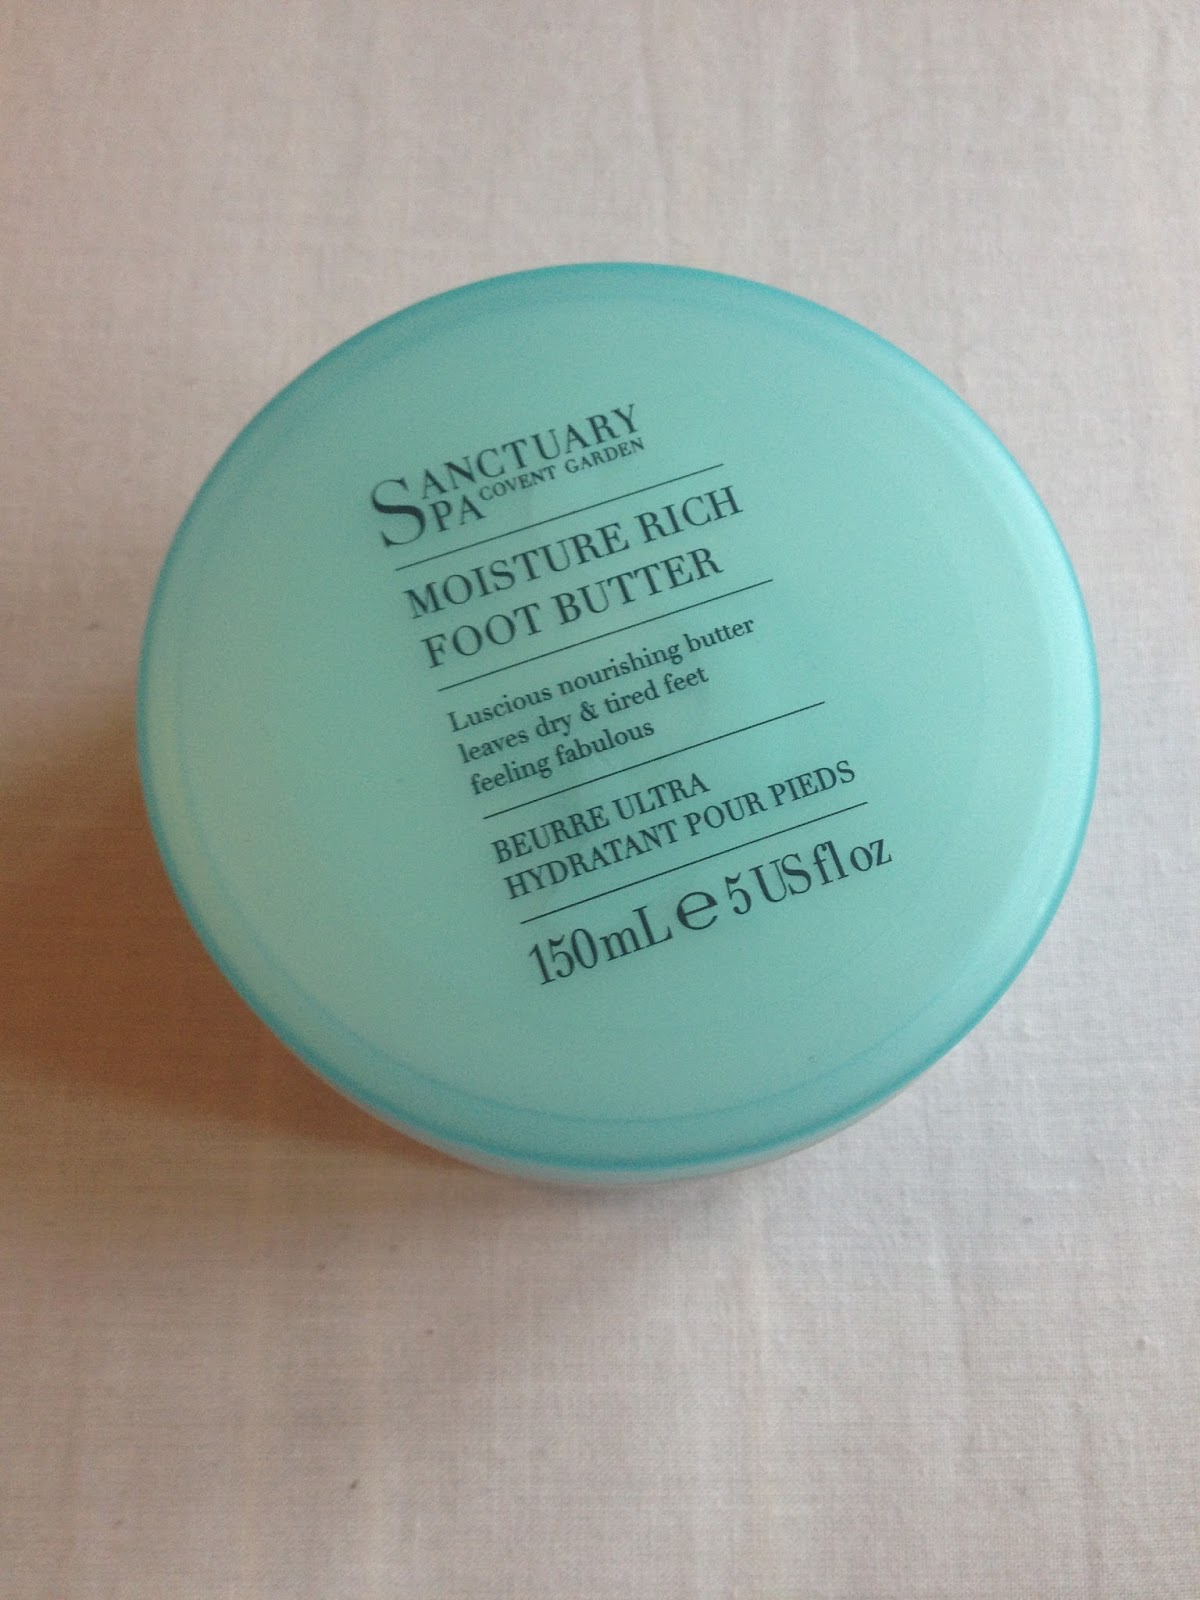 SANCTUARY
SPA COVENT GARDEN
MOISTURE RICH
FOOT BUTTER
Luscious nourishing butter
leaves dry & tired feet
feeling fabulous
BEURRE ULTRA
HYDRATANT POUR PIEDS
150mL ℮ 5 US fl oz